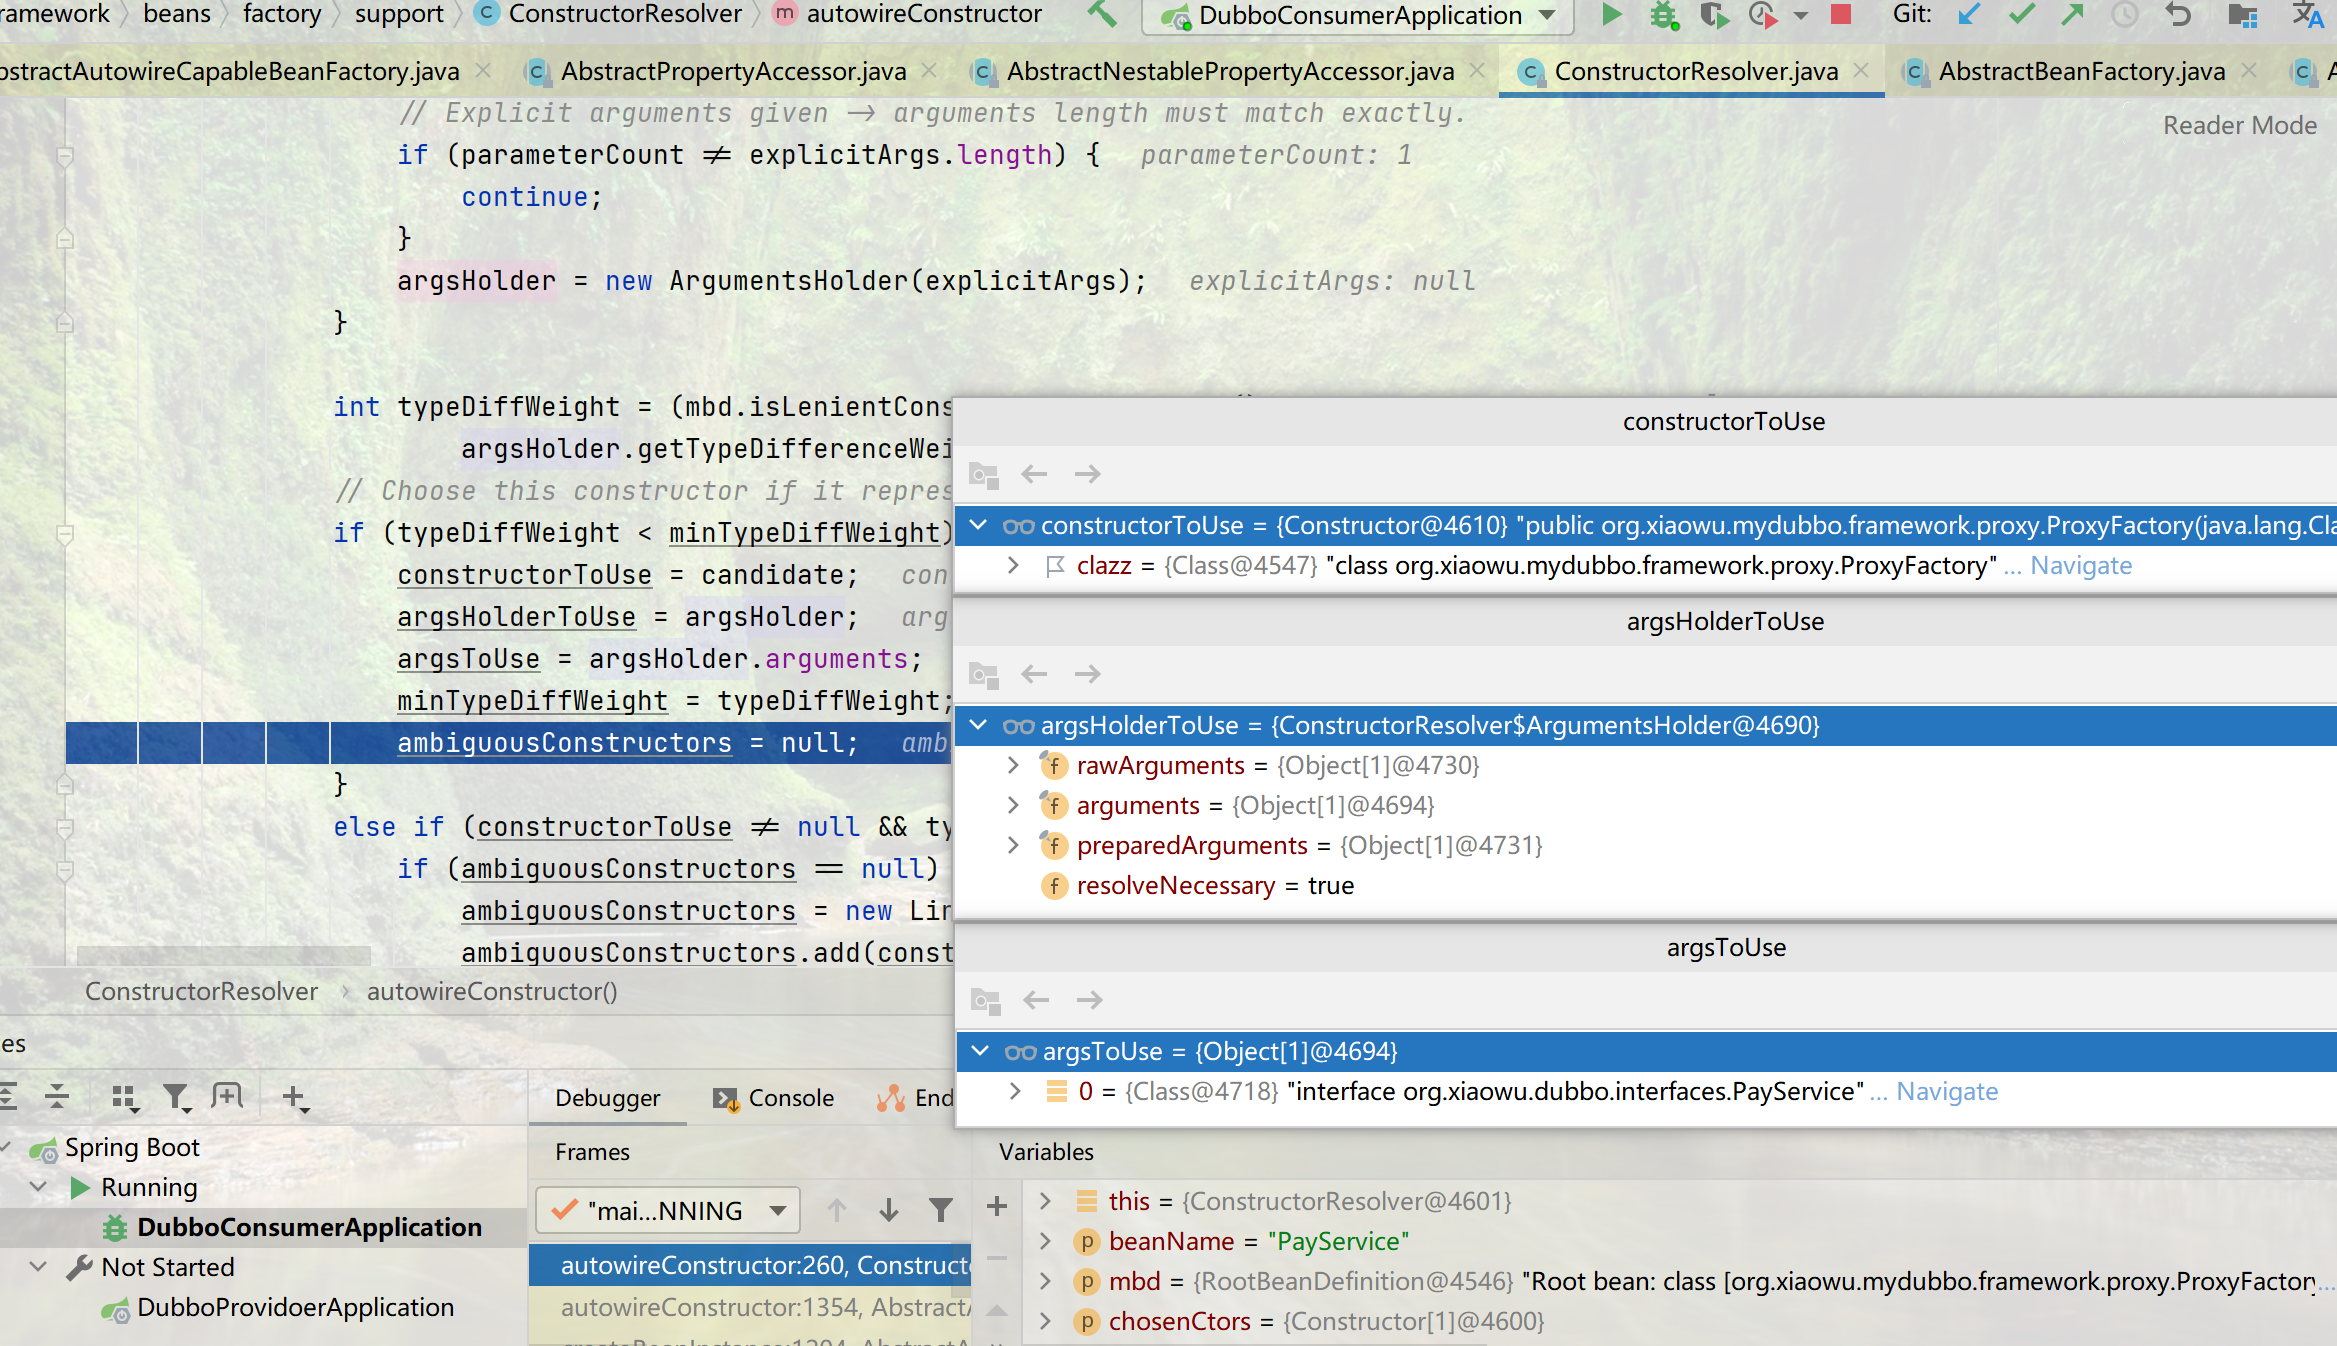 ramework
beans
factory
support
ConstructorResolver
autowireConstructor
DubboConsumerApplication
Git:
bstractAutowireCapableBeanFactory.java
AbstractPropertyAccessor.java
AbstractNestablePropertyAccessor.java
ConstructorResolver.java
AbstractBeanFactory.java
// Explicit arguments given -> arguments length must match exactly.
Reader Mode
if (parameterCount != explicitArgs.length) {   parameterCount: 1
continue;
}
argsHolder = new ArgumentsHolder(explicitArgs);   explicitArgs: null
}
int typeDiffWeight = (mbd.isLenientCons
argsHolder.getTypeDifferenceWei
// Choose this constructor if it repres
if (typeDiffWeight < minTypeDiffWeight)
constructorToUse = candidate;   con
argsHolderToUse = argsHolder;   arg
argsToUse = argsHolder.arguments;
minTypeDiffWeight = typeDiffWeight;
ambiguousConstructors = null;   amb
}
else if (constructorToUse != null && ty
if (ambiguousConstructors == null)
ambiguousConstructors = new Lin
ambiguousConstructors.add(const
constructorToUse
constructorToUse = {Constructor@4610} "public org.xiaowu.mydubbo.framework.proxy.ProxyFactory(java.lang.Cla
clazz = {Class@4547} "class org.xiaowu.mydubbo.framework.proxy.ProxyFactory" ... Navigate
argsHolderToUse
argsHolderToUse = {ConstructorResolver$ArgumentsHolder@4690}
rawArguments = {Object[1]@4730}
arguments = {Object[1]@4694}
preparedArguments = {Object[1]@4731}
resolveNecessary = true
argsToUse
argsToUse = {Object[1]@4694}
0 = {Class@4718} "interface org.xiaowu.dubbo.interfaces.PayService" ... Navigate
ConstructorResolver › autowireConstructor()
es
Debugger
Console
End
Spring Boot
Running
DubboConsumerApplication
Not Started
DubboProvidoerApplication
Frames
"mai...NNING
autowireConstructor:260, Constructo
autowireConstructor:1354, AbstractA
createBeanInstance:1204, AbstractA
Variables
this = {ConstructorResolver@4601}
beanName = "PayService"
mbd = {RootBeanDefinition@4546} "Root bean: class [org.xiaowu.mydubbo.framework.proxy.ProxyFactory...
chosenCtors = {Constructor[1]@4600}